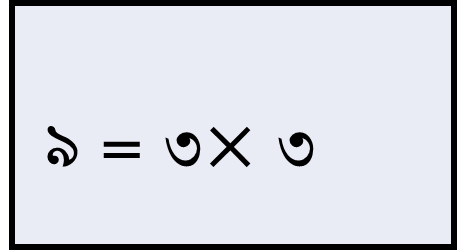 ৯ = ৩× ৩